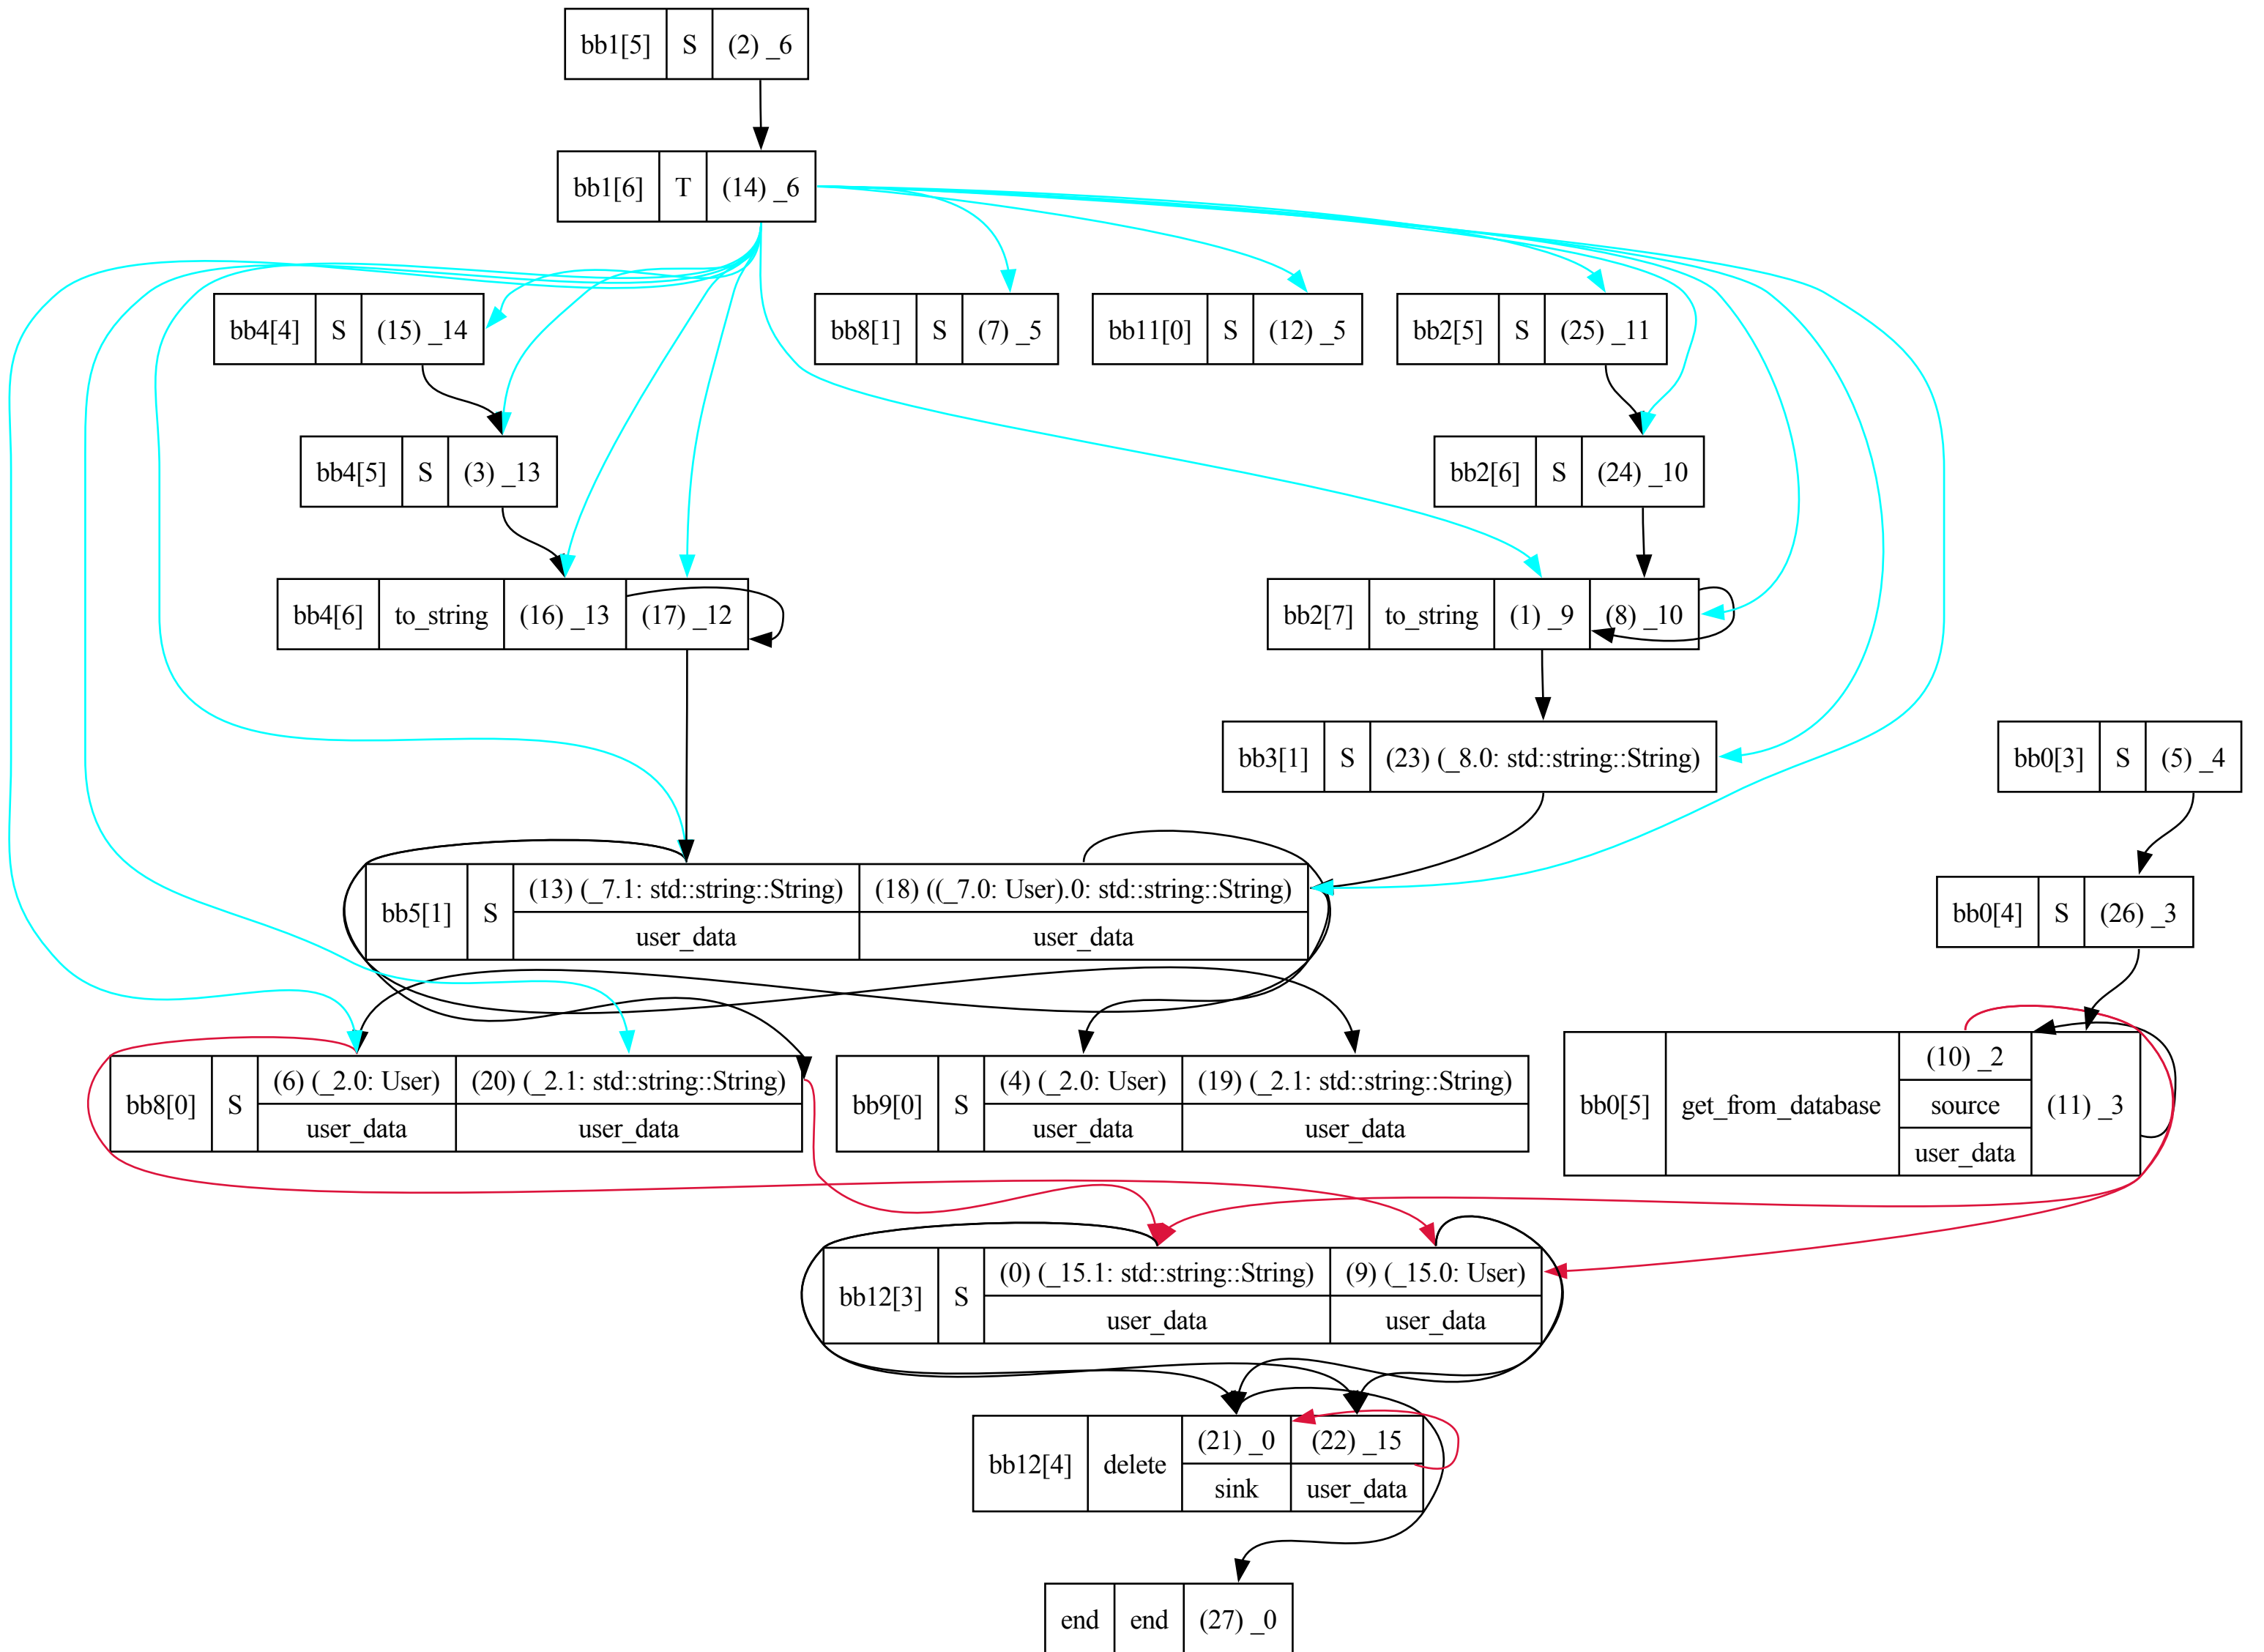 bb1[5] S (2) _6
bb1[6] T (14) _6
bb4[4] S (15) _14
bb8[1] S (7) _5
bb11[0] S (12) _5
bb2[5] S (25) _11
bb4[5] S (3) _13
bb2[6] S (24) _10
bb4[6] to_string (16) _13 (17) _12
bb2[7] to_string (1) _9 (8) _10
bb3[1] S (23) (_8.0: std::string::String)
bb0[3] S (5) _4
bb5[1] S (13) (_7.1: std::string::String) (18) ((_7.0: User).0: std::string::String)
user_data user_data
bb0[4] S (26) _3
bb8[0] S (6) (_2.0: User) (20) (_2.1: std::string::String)
user_data user_data
bb9[0] S (4) (_2.0: User) (19) (_2.1: std::string::String)
user_data user_data
bb0[5] get_from_database (10) _2 (11) _3
source
user_data
bb12[3] S (0) (_15.1: std::string::String) (9) (_15.0: User)
user_data user_data
bb12[4] delete (21) _0 (22) _15
sink user_data
end end (27) _0